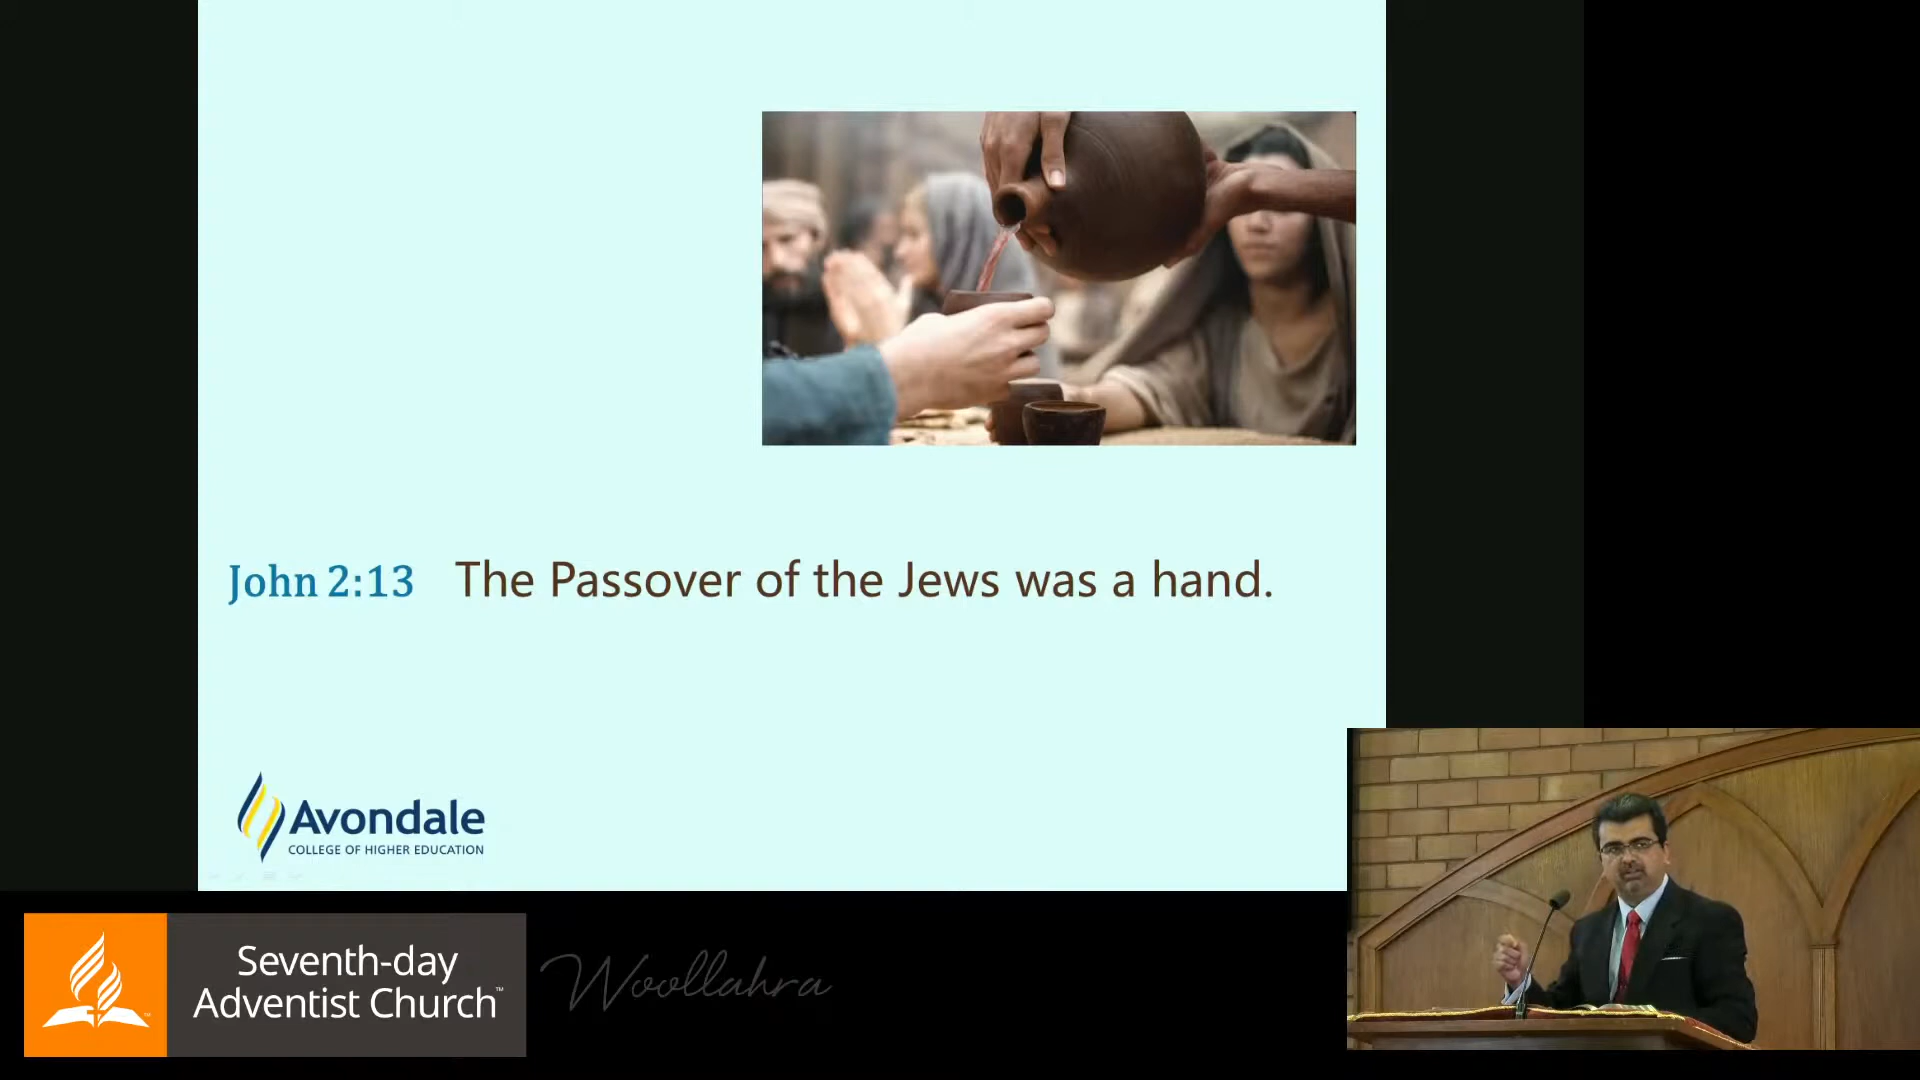 John 2:13 The Passover of the Jews was a hand.
Avondale
COLLEGE OF HIGHER EDUCATION
Seventh-day
Adventist Church™
Woollahra